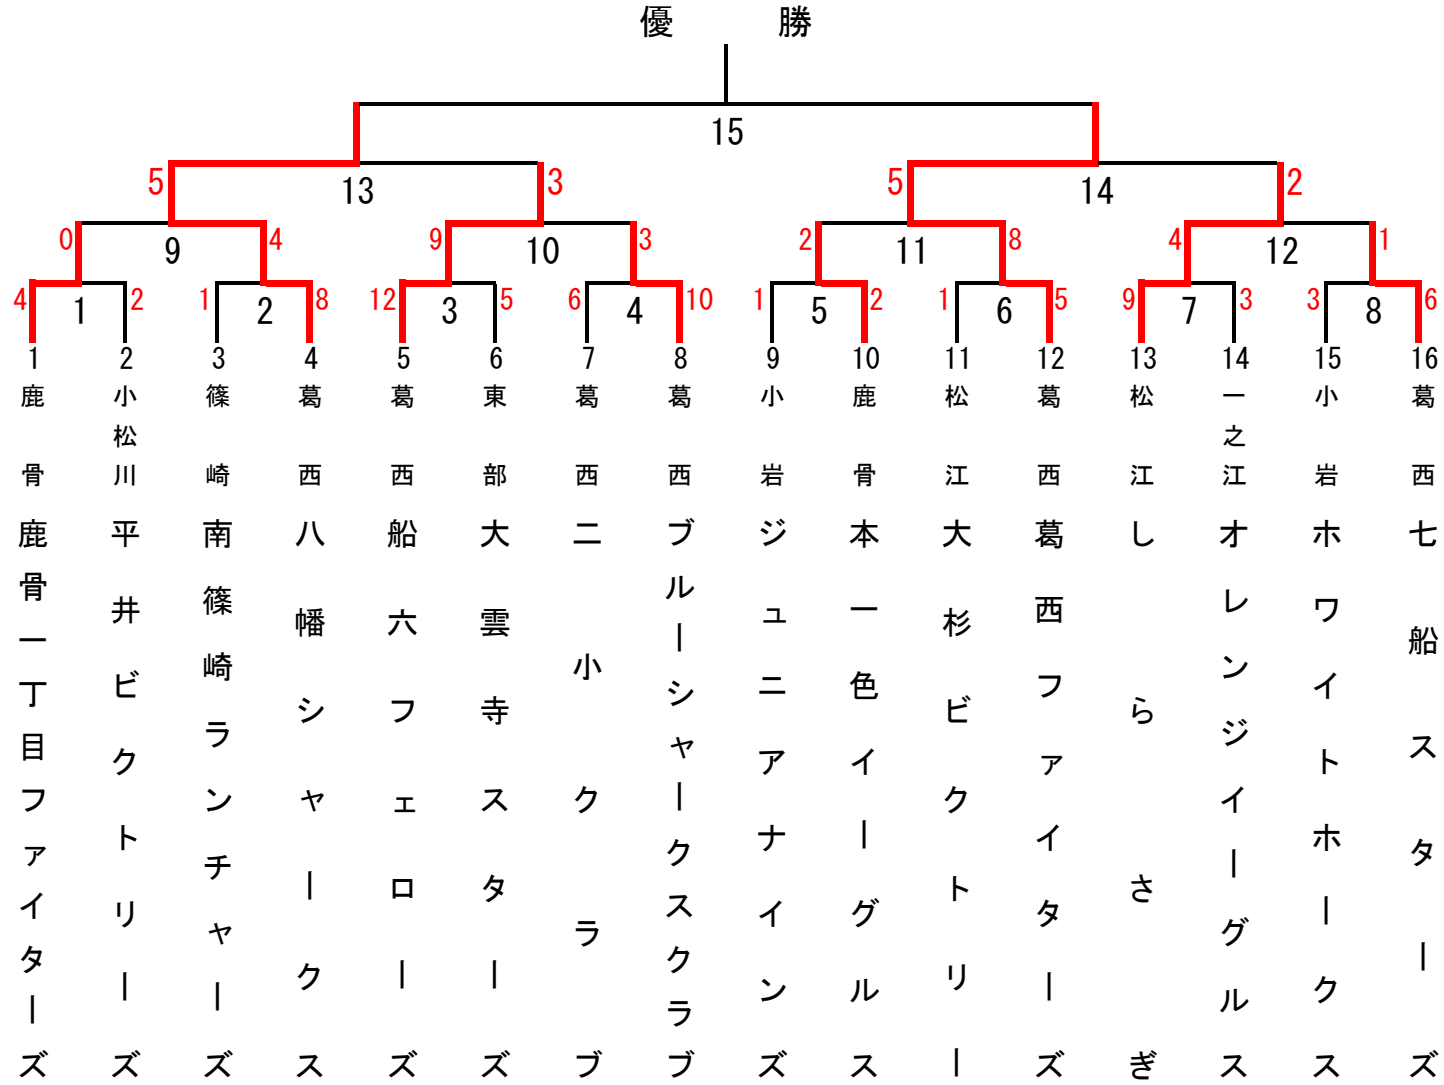 優勝
15
5 13 3 5 14 2
0 9 4 9 10 3 2 11 8 4 12 1
4 1 2 1 2 8 12 3 5 6 4 10 1 5 2 1 6 5 9 7 3 3 8 6
1 2 3 4 5 6 7 8 9 10 11 12 13 14 15 16
鹿骨
小松川
篠崎
葛西
葛西
東部
葛西
葛西
小岩
鹿骨
松江
葛西
松江
一之江
小岩
葛西
鹿骨一丁目ファイターズ
平井ビクトリーズ
南篠崎ランチャーズ
八幡シャークス
船六フェローズ
大雲寺スターズ
二小クラブ
ブルーシャークスクラブ
ジュニアナインズ
本一色イーグルス
大杉ビクトリー
葛西ファイターズ
しらさぎ
オレンジイーグルス
ホワイトホークス
七船スターズ